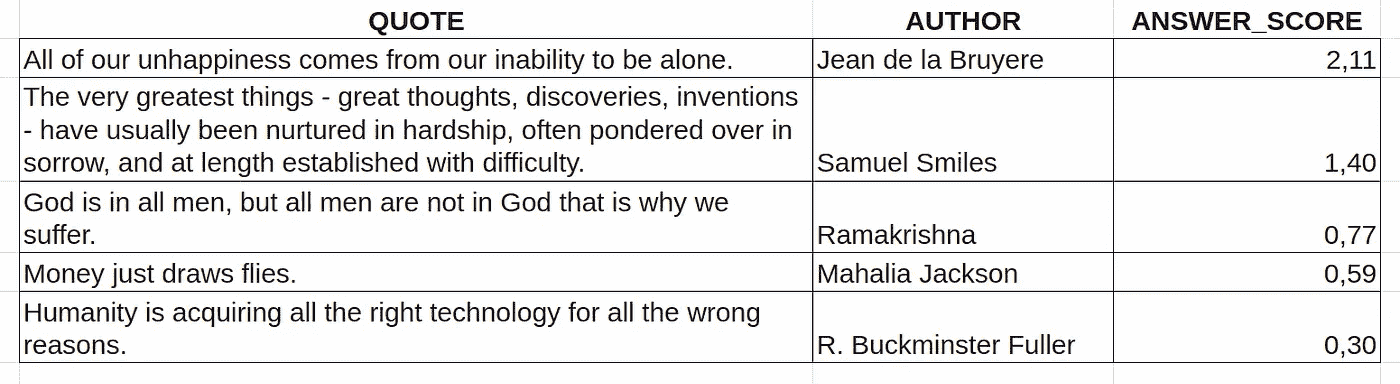 QUOTE AUTHOR ANSWER_SCORE
All of our unhappiness comes from our inability to be alone. Jean de la Bruyere 2,11
The very greatest things - great thoughts, discoveries, inventions
- have usually been nurtured in hardship, often pondered over in
sorrow, and at length established with difficulty. Samuel Smiles 1,40
God is in all men, but all men are not in God that is why we
suffer. Ramakrishna 0,77
Money just draws flies. Mahalia Jackson 0,59
Humanity is acquiring all the right technology for all the wrong
reasons. R. Buckminster Fuller 0,30